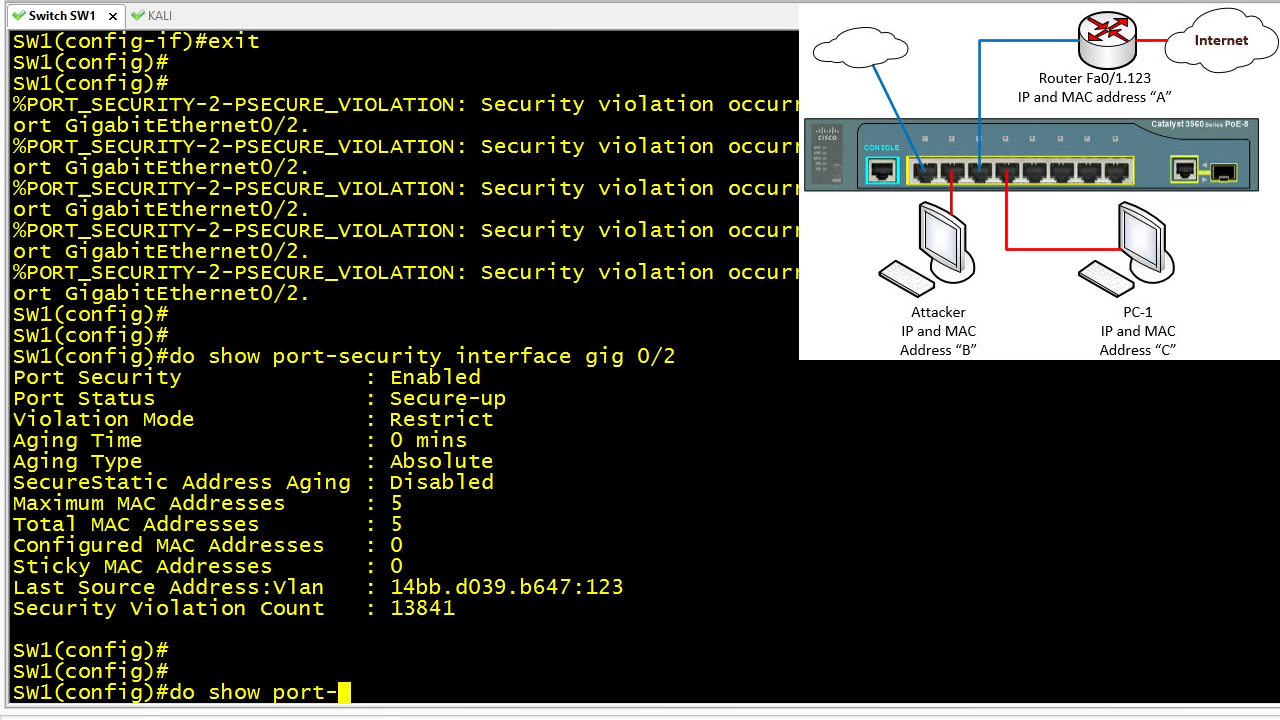 Switch SW1 x KALI
SW1(config-if)#exit
SW1(config)#
SW1(config)#
%PORT_SECURITY-2-PSECURE_VIOLATION: Security violation occurr
ort GigabitEthernet0/2.
%PORT_SECURITY-2-PSECURE_VIOLATION: Security violation occurr
ort GigabitEthernet0/2.
%PORT_SECURITY-2-PSECURE_VIOLATION: Security violation occurr
ort GigabitEthernet0/2.
%PORT_SECURITY-2-PSECURE_VIOLATION: Security violation occurr
ort GigabitEthernet0/2.
%PORT_SECURITY-2-PSECURE_VIOLATION: Security violation occurr
ort GigabitEthernet0/2.
SW1(config)#
SW1(config)#
SW1(config)#do show port-security interface gig 0/2
Port Security : Enabled
Port Status : Secure-up
Violation Mode : Restrict
Aging Time : 0 mins
Aging Type : Absolute
SecureStatic Address Aging : Disabled
Maximum MAC Addresses : 5
Total MAC Addresses : 5
Configured MAC Addresses : 0
Sticky MAC Addresses : 0
Last Source Address:Vlan : 14bb.d039.b647:123
Security Violation Count : 13841
SW1(config)#
SW1(config)#
SW1(config)#do show port-
Internet
Router Fa0/1.123
IP and MAC address “A”
Catalyst 3560 Series PoE-8
CISCO
CONSOLE
Attacker
IP and MAC
Address “B”
PC-1
IP and MAC
Address “C”